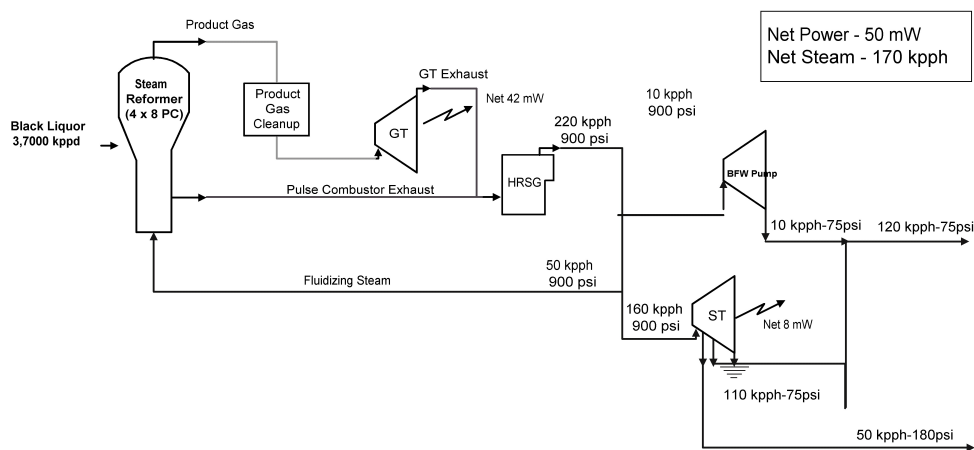 Product Gas
Net Power - 50 mW
Net Steam - 170 kpph
Steam
Reformer
(4 x 8 PC)
Product
Gas
Cleanup
GT Exhaust
Net 42 mW
GT
10 kpph
900 psi
Black Liquor
3,7000 kppd
220 kpph
900 psi
HRSG
BFW Pump
Pulse Combustor Exhaust
10 kpph-75psi
120 kpph-75psi
50 kpph
900 psi
Fluidizing Steam
160 kpph
900 psi
ST
Net 8 mW
110 kpph-75psi
50 kpph-180psi